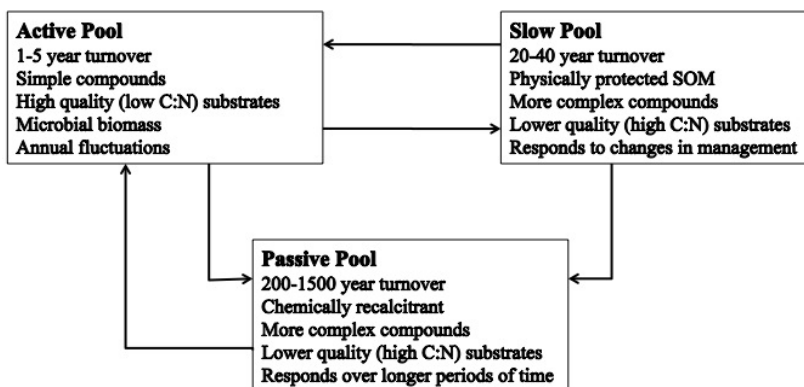 Active Pool
1-5 year turnover
Simple compounds
High quality (low C:N) substrates
Microbial biomass
Annual fluctuations
Slow Pool
20-40 year turnover
Physically protected SOM
More complex compounds
Lower quality (high C:N) substrates
Responds to changes in management
Passive Pool
200-1500 year turnover
Chemically recalcitrant
More complex compounds
Lower quality (high C:N) substrates
Responds over longer periods of time